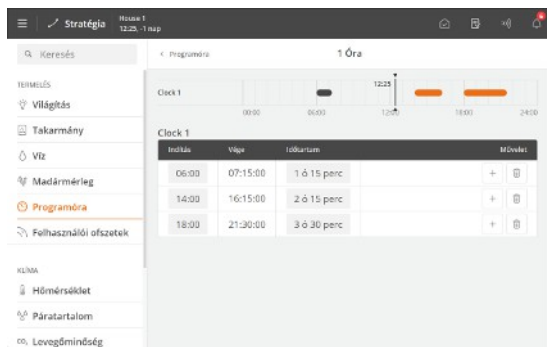 Stratégia
House 1
12:25, -1 nap
Keresés
Programóra
1 Óra
TERMELÉS
Világítás
Takarmány
Víz
Madármérleg
Programóra
Felhasználói ofszetek
KLÍMA
Hőmérséklet
Páratartalom
CO₂ Levegőminőség
Clock 1
12:25
00:00 06:00 12:00 18:00 24:00
Clock 1
Indítás Vége Időtartam Művelet
06:00 07:15:00 1 ó 15 perc
14:00 16:15:00 2 ó 15 perc
18:00 21:30:00 3 ó 30 perc